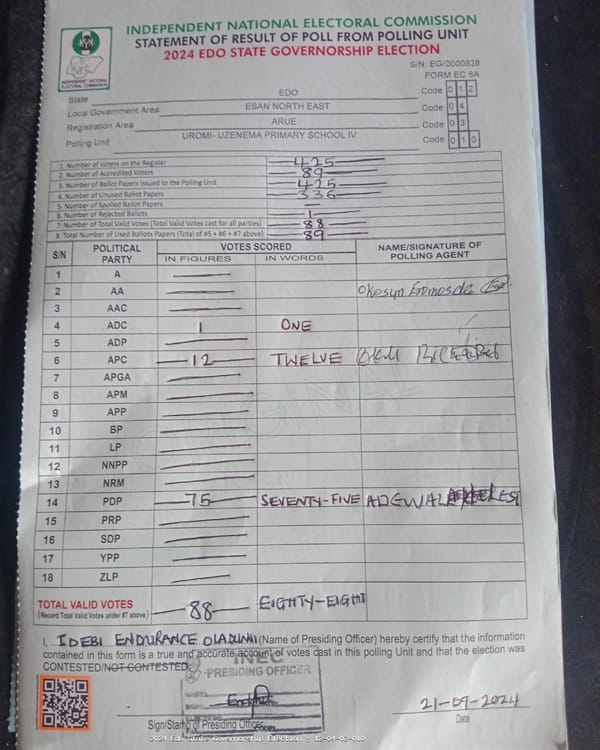 INDEPENDENT NATIONAL ELECTORAL COMMISSION
STATEMENT OF RESULT OF POLL FROM POLLING UNIT
2024 EDO STATE GOVERNORSHIP ELECTION
INDEPENDENT NATIONAL ELECTORAL COMMISSION
S/N: EG/0000828
FORM EC 8A
State EDO Code 0 1 2
Local Government Area ESAN NORTH EAST Code 0 4
Registration Area ARUE Code 0 3
Polling Unit UROMI- UZENEMA PRIMARY SCHOOL IV Code 0 1 0
1. Number of Voters on the Register 425
2. Number of Accredited Voters 89
3. Number of Ballot Papers Issued to the Polling Unit 425
4. Number of Unused Ballot Papers 336
5. Number of Spoiled Ballot Papers —
6. Number of Rejected Ballots 1
7. Number of Total Valid Votes (Total Valid Votes cast for all parties) 88
8. Total Number of Used Ballots Papers (Total of #5 + #6 + #7 above) 89
S/N POLITICAL PARTY VOTES SCORED NAME/SIGNATURE OF POLLING AGENT
IN FIGURES IN WORDS
1 A —
2 AA —
3 AAC —
4 ADC 1 ONE
5 ADP —
6 APC 12 TWELVE
7 APGA —
8 APM —
9 APP —
10 BP —
11 LP —
12 NNPP —
13 NRM —
14 PDP 75 SEVENTY-FIVE
15 PRP —
16 SDP —
17 YPP —
18 ZLP —
TOTAL VALID VOTES 88 EIGHTY-EIGHT
(Record Total Valid Votes under #7 above)
I, IDEBI ENDURANCE (Name of Presiding Officer) hereby certify that the information
contained in this form is a true and accurate account of votes cast in this polling Unit and that the election was
CONTESTED/NOT CONTESTED
INEC
PRESIDING OFFICER
21-09-2024
Sign/Stamp of Presiding Officer Date
2024 Edo State Governorship Election - 12-04-03-010